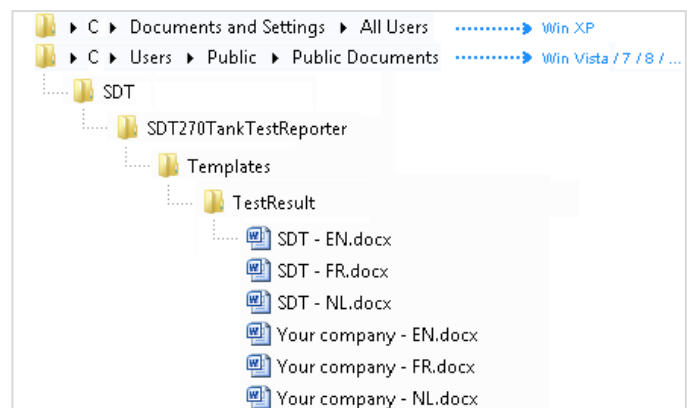 C Documents and Settings All Users Win XP
C Users Public Public Documents Win Vista / 7 / 8 / ...
SDT
SDT270TankTestReporter
Templates
TestResult
SDT - EN.docx
SDT - FR.docx
SDT - NL.docx
Your company - EN.docx
Your company - FR.docx
Your company - NL.docx